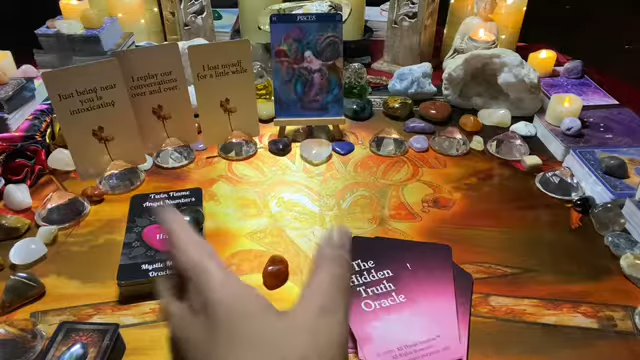 PISCES
Just being near
you is
intoxicating
I replay our
conversations
over and over.
I lost myself
for a little while
Twin Flame
Angel Numbers
Oracle
The
Hidden
Truth
Oracle